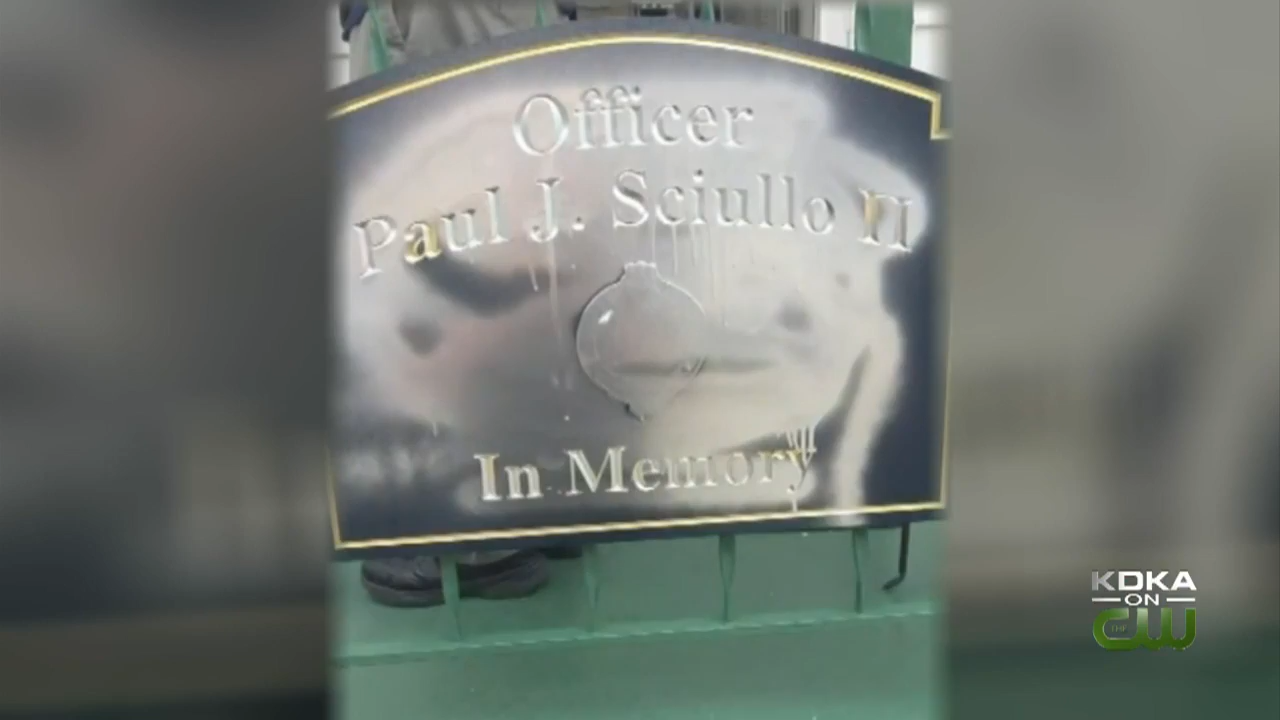 Officer
Paul J. Sciullo II
In Memory
KDKA
ON
THE CW